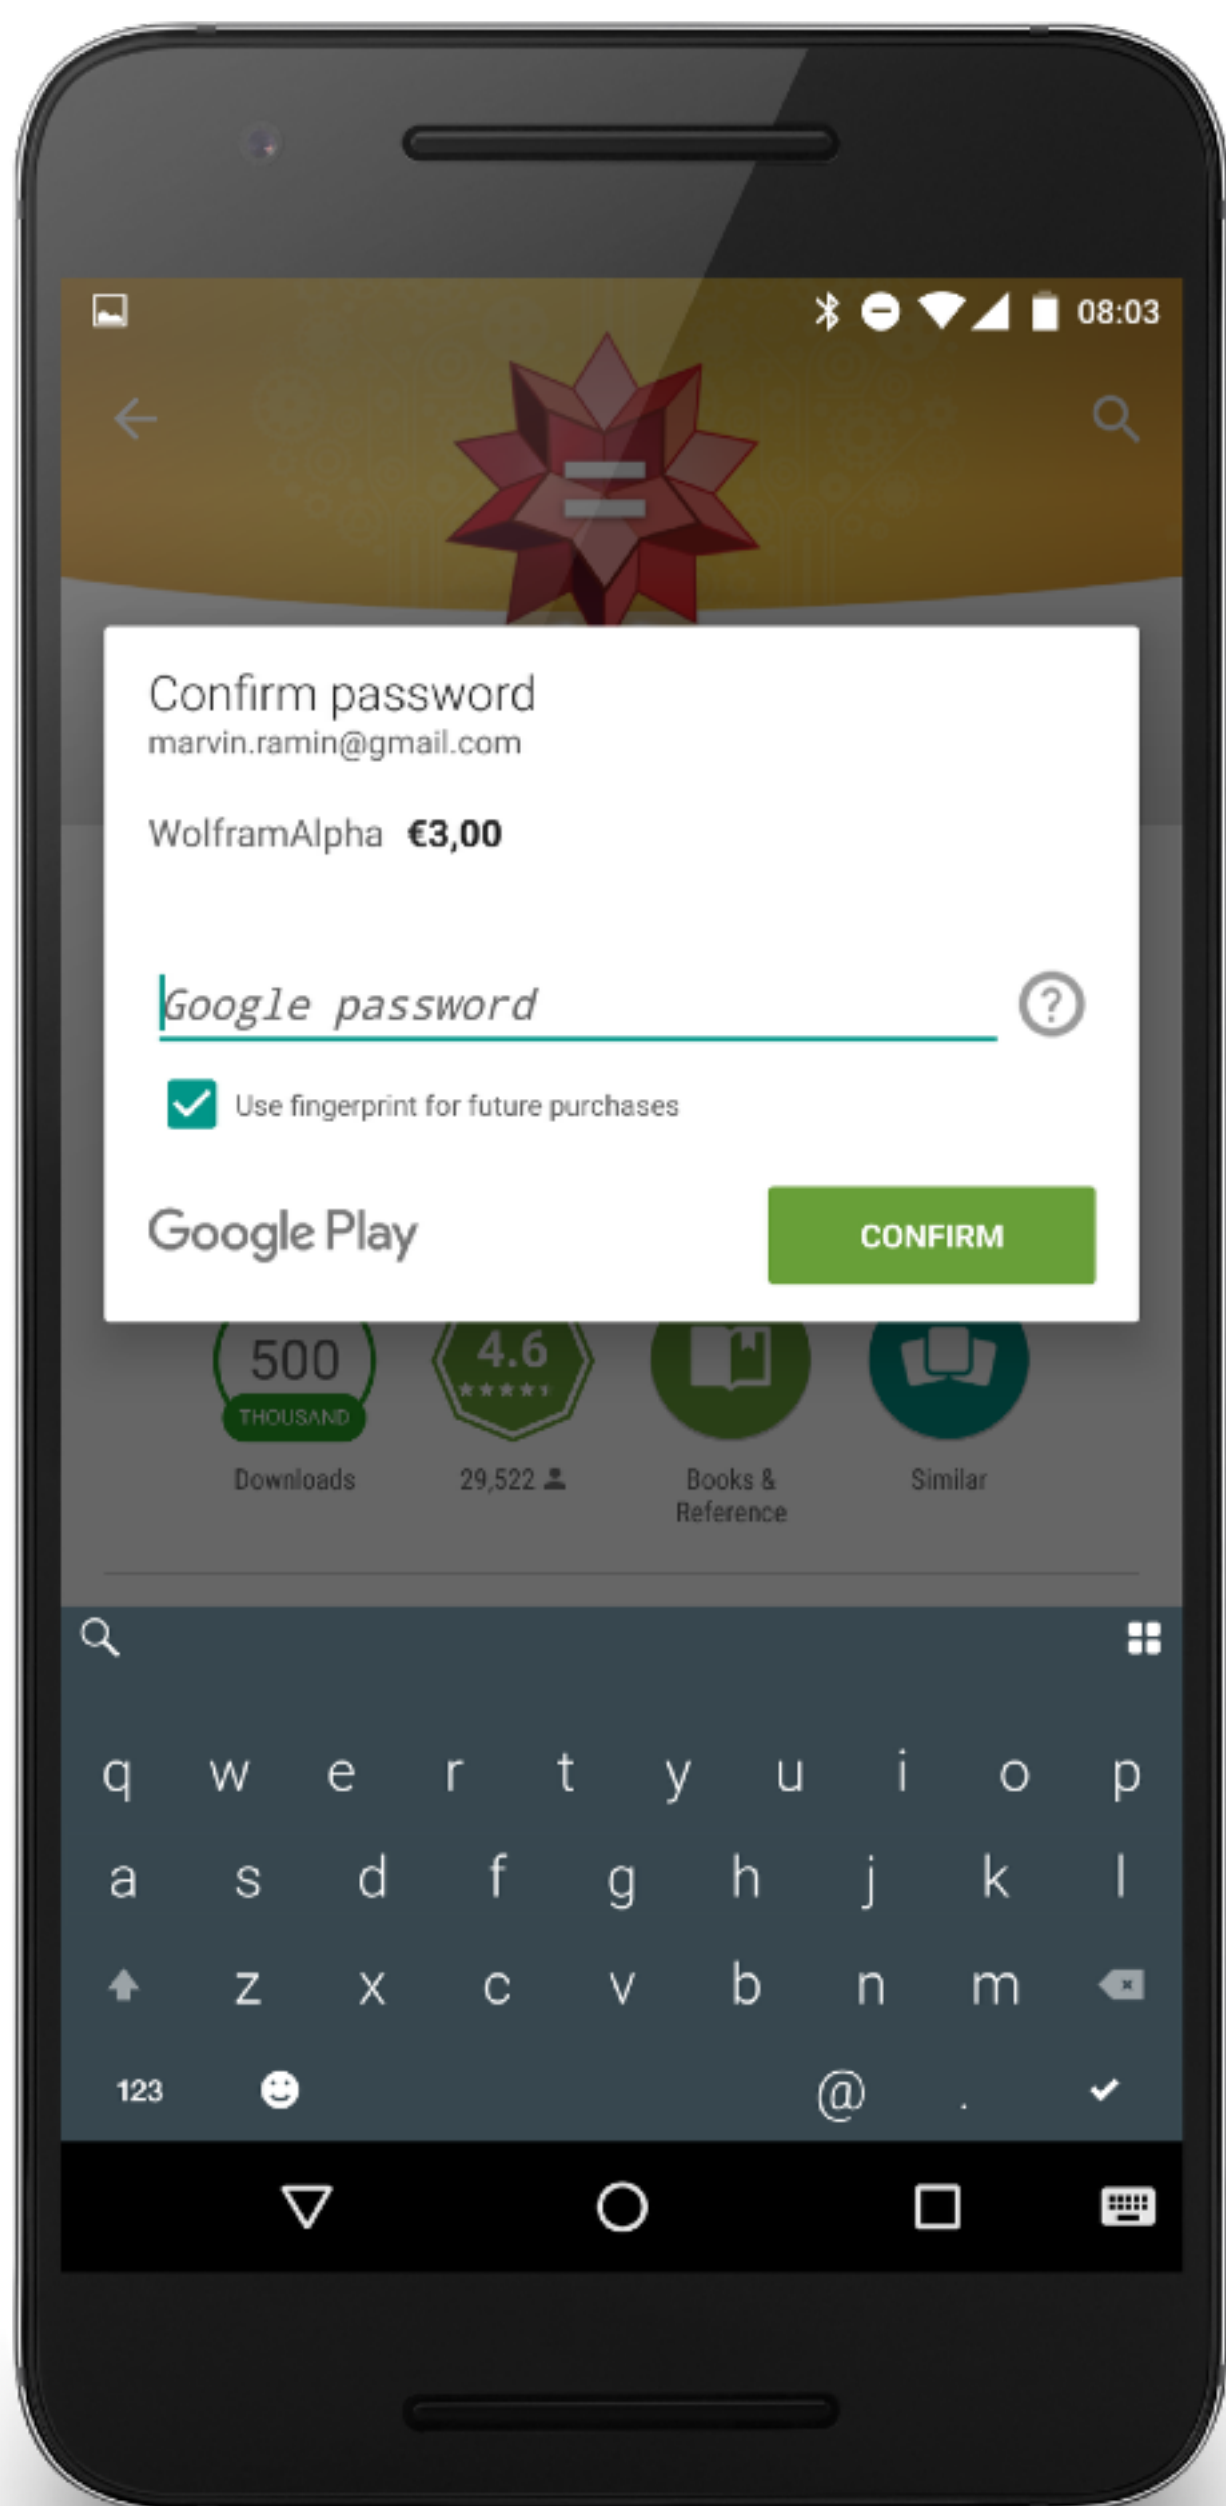 08:03
Confirm password
marvin.ramin@gmail.com
WolframAlpha €3,00
Google password
Use fingerprint for future purchases
Google Play
CONFIRM
500
THOUSAND
4.6
Downloads
29,522
Books &
Reference
Similar
q w e r t y u i o p
a s d f g h j k l
z x c v b n m
123 @ .